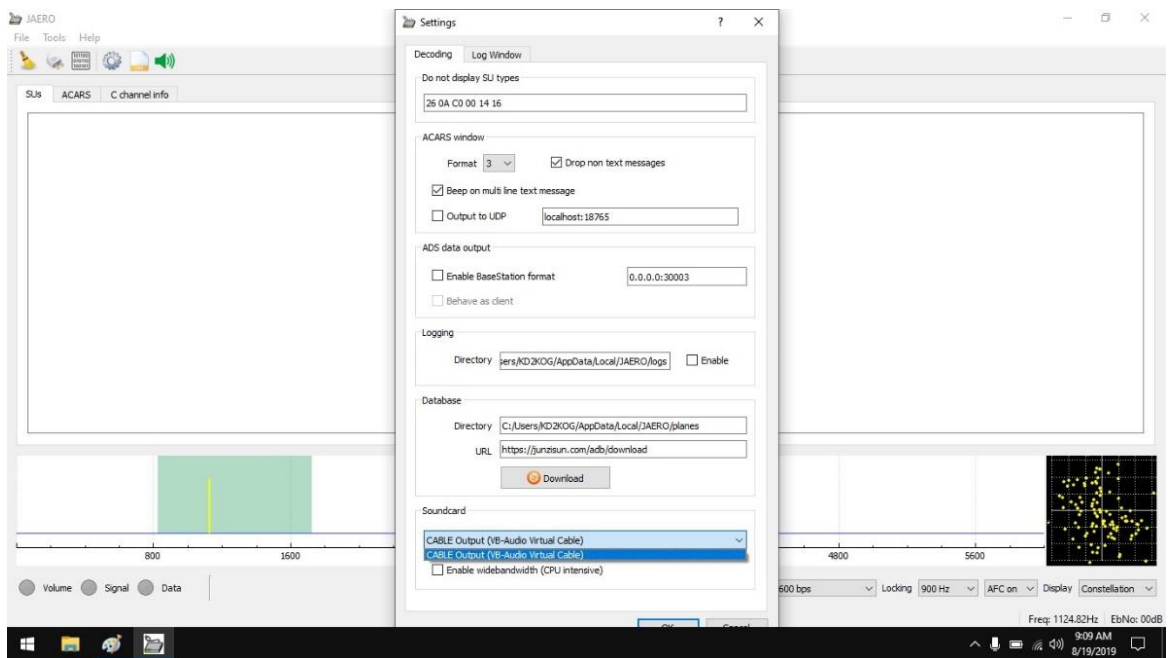 JAERO
File Tools Help
SUs ACARS C channel info
Settings
Decoding Log Window
Do not display SU types
26 0A C0 00 14 16
ACARS window
Format 3 Drop non text messages
Beep on multi line text message
Output to UDP localhost:18765
ADS data output
Enable BaseStation format 0.0.0.0:30003
Behave as client
Logging
Directory sers/KD2KOG/AppData/Local/JAERO/logs Enable
Database
Directory C:/Users/KD2KOG/AppData/Local/JAERO/planes
URL https://junzisun.com/adb/download
Download
Soundcard
CABLE Output (VB-Audio Virtual Cable)
CABLE Output (VB-Audio Virtual Cable)
Enable widebandwidth (CPU intensive)
800 1600 4800 5600
Volume Signal Data 600 bps Locking 900 Hz AFC on Display Constellation
Freq: 1124.82Hz EbNo: 00dB
9:09 AM
8/19/2019